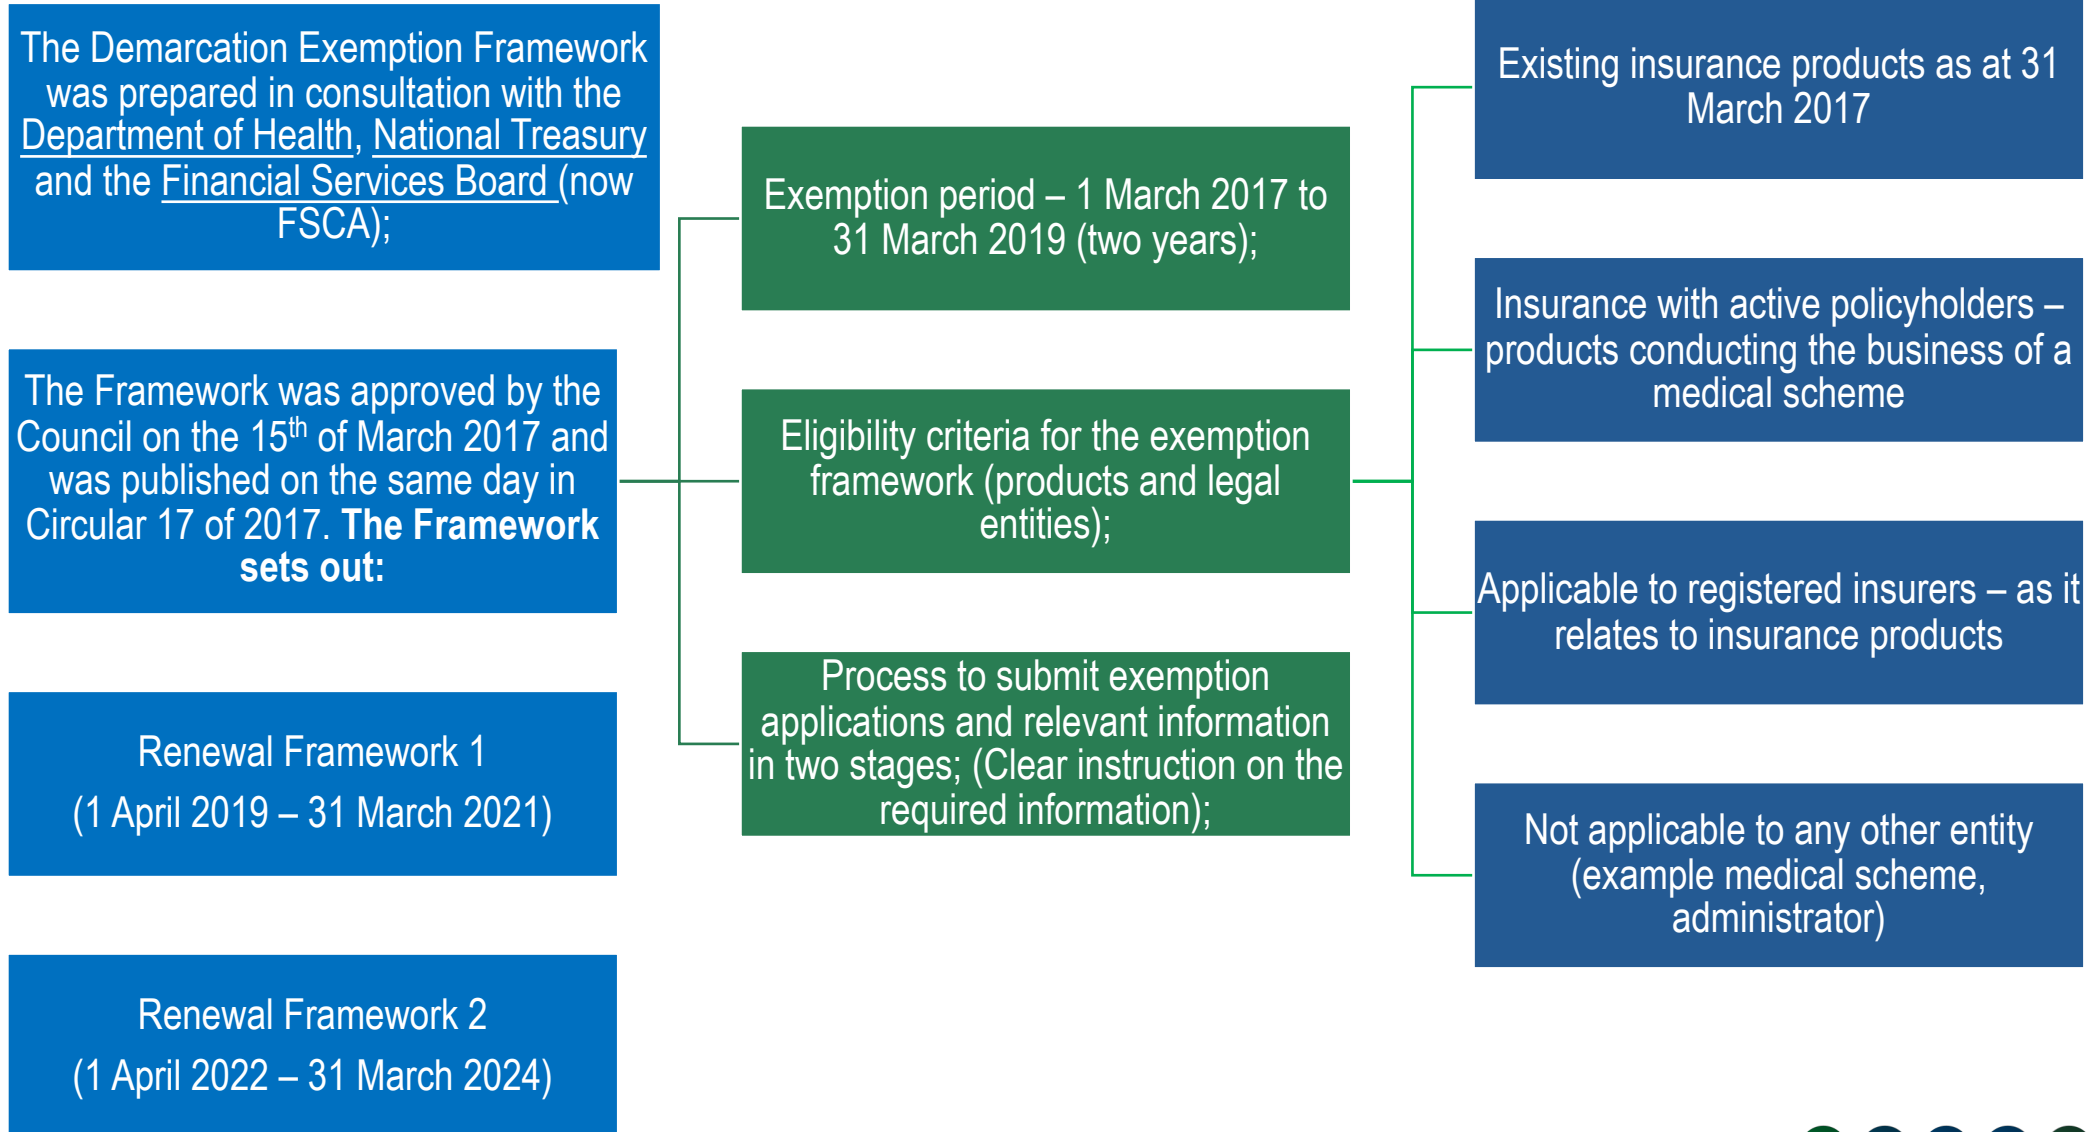 The Demarcation Exemption Framework
was prepared in consultation with the
Department of Health, National Treasury
and the Financial Services Board (now
FSCA);
The Framework was approved by the
Council on the 15th of March 2017 and
was published on the same day in
Circular 17 of 2017. The Framework
sets out:
Renewal Framework 1
(1 April 2019 – 31 March 2021)
Renewal Framework 2
(1 April 2022 – 31 March 2024)
Exemption period – 1 March 2017 to
31 March 2019 (two years);
Eligibility criteria for the exemption
framework (products and legal
entities);
Process to submit exemption
applications and relevant information
in two stages; (Clear instruction on the
required information);
Existing insurance products as at 31
March 2017
Insurance with active policyholders –
products conducting the business of a
medical scheme
Applicable to registered insurers – as it
relates to insurance products
Not applicable to any other entity
(example medical scheme,
administrator)